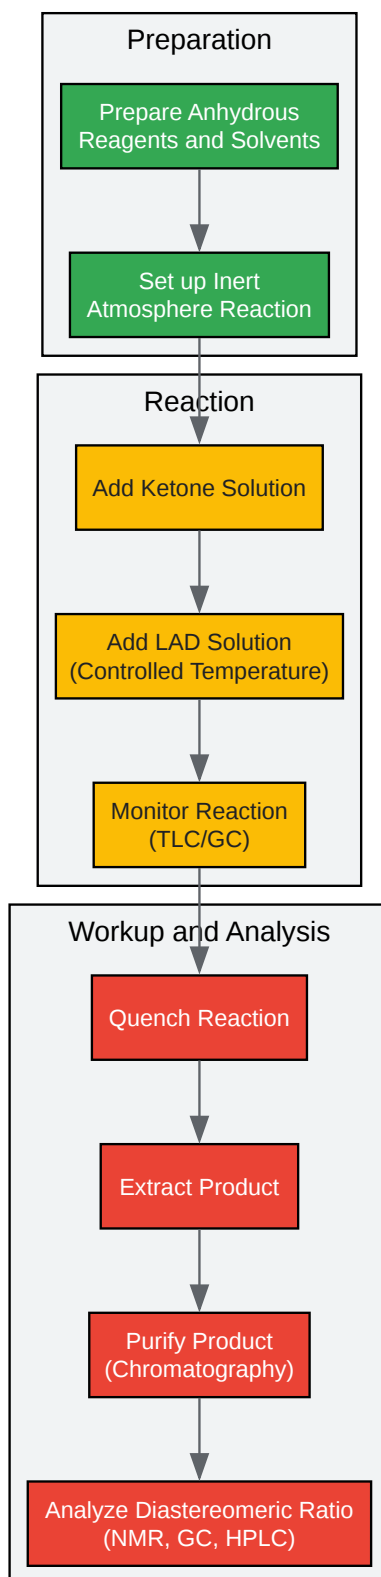 Preparation
Prepare Anhydrous
Reagents and Solvents
Set up Inert
Atmosphere Reaction
Reaction
Add Ketone Solution
Add LAD Solution
(Controlled Temperature)
Monitor Reaction
(TLC/GC)
Workup and Analysis
Quench Reaction
Extract Product
Purify Product
(Chromatography)
Analyze Diastereomeric Ratio
(NMR, GC, HPLC)